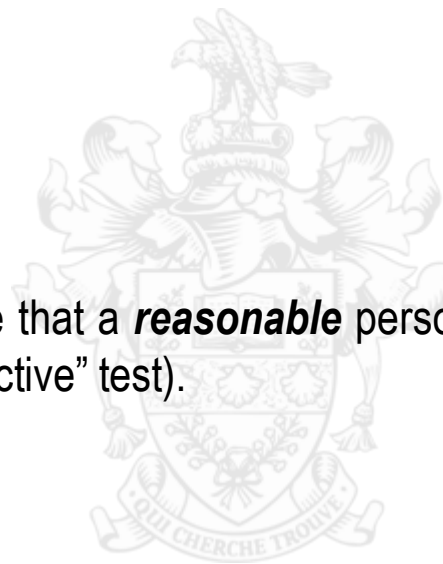 e that a reasonable perso
ctive” test).
QUI CHERCHE TROUVE